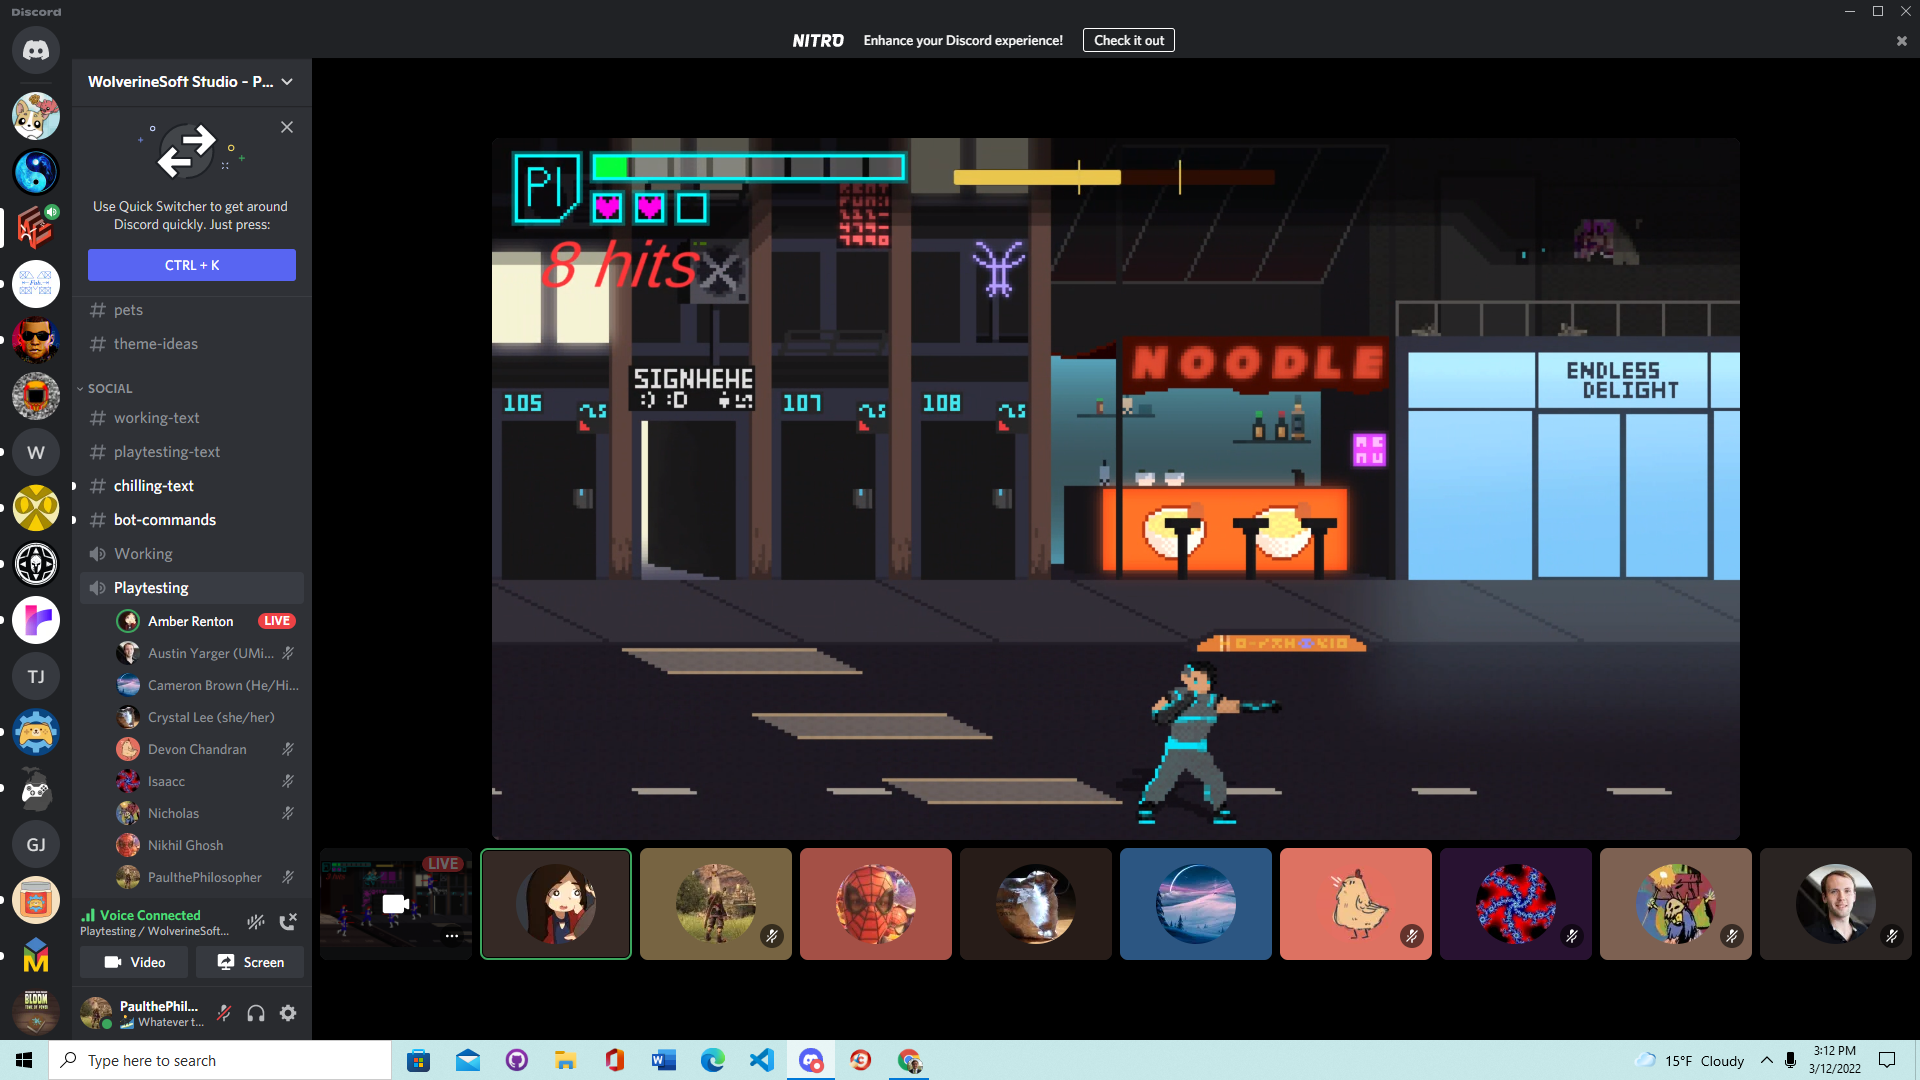 Discord
NITRO Enhance your Discord experience! Check it out
WolverineSoft Studio - P...
Use Quick Switcher to get around
Discord quickly. Just press:
CTRL + K
pets
theme-ideas
SOCIAL
working-text
playtesting-text
chilling-text
bot-commands
Working
Playtesting
Amber Renton LIVE
Austin Yarger (UMi...
Cameron Brown (He/Hi...
Crystal Lee (she/her)
Devon Chandran
Isaacc
Nicholas
Nikhil Ghosh
PaulthePhilosopher
Voice Connected
Playtesting / WolverineSoft...
Video
Screen
PaulthePhil...
Whatever t...
W
TJ
GJ
BLOOM
P1
8 hits
SIGNHEHE
:) :D
105
107
108
NOODLE
MENU
ENDLESS
DELIGHT
LIVE
Type here to search
15°F Cloudy
3:12 PM
3/12/2022